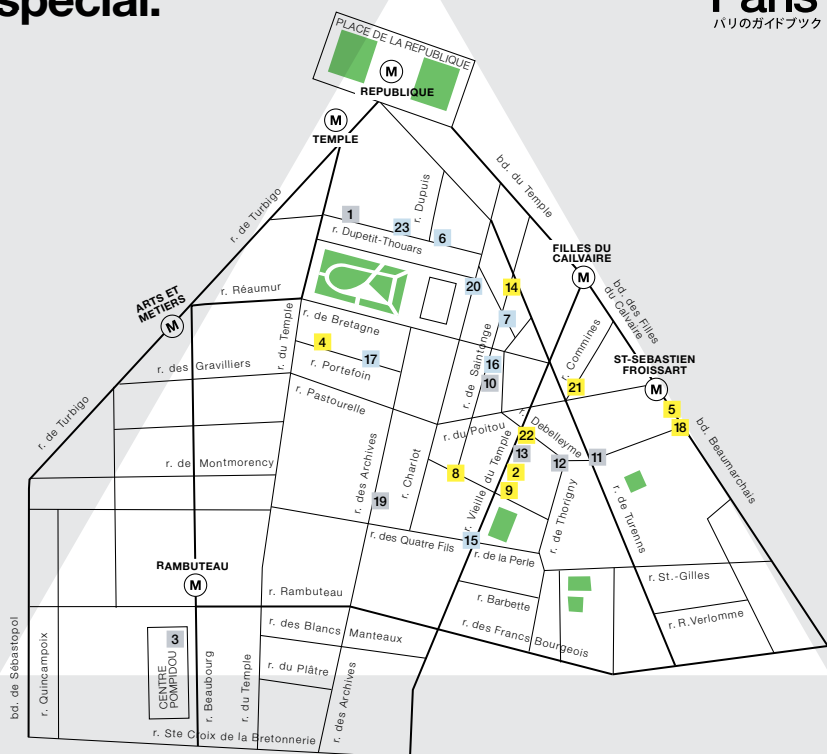 special.
Paris
パリのガイドブツク
PLACE DE LA REPUBLIQUE
M
REPUBLIQUE
M
TEMPLE
bd. du Temple
r. Dupuis
r. de Turbigo
1
23
6
r. Dupetit-Thouars
FILLES DU
CAILVAIRE
M
bd. des Filles
du Calvaire
20
14
ARTS ET
METIERS
M
r. Réaumur
r. de Bretagne
7
r. du Temple
4
17
r. Portefoin
r. de Saintonge
16
10
r. Commines
ST-SEBASTIEN
FROISSART
M
r. des Gravilliers
r. Pastourelle
21
5
18
r. de Turbigo
r. du Poitou
r. Debelleyme
22
13
12
11
bd. Beaumarchais
r. de Montmorency
r. des Archives
r. Charlot
8
2
9
r. Vieille du Temple
19
r. de Thorigny
r. de Turenns
r. des Quatre Fils
15
r. de la Perle
RAMBUTEAU
M
r. Rambuteau
r. Barbette
r. St.-Gilles
r. R.Verlomme
r. des Blancs Manteaux
r. des Francs Bourgeois
bd. de Sébastopol
r. Quincampoix
3
CENTRE
POMPIDOU
r. Beaubourg
r. du Temple
r. du Plâtre
r. des Archives
r. Ste Croix de la Bretonnerie